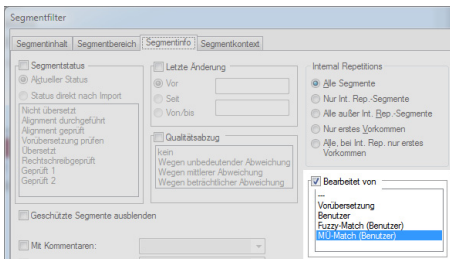 Segmentfilter
Segmentinhalt Segmentbereich Segmentinfo Segmentkontext
Segmentstatus
Aktueller Status
Status direkt nach Import
Nicht übersetzt
Alignment durchgeführt
Alignment geprüft
Vorübersetzung prüfen
Übersetzt
Rechtschreibgeprüft
Geprüft 1
Geprüft 2
Letzte Änderung
Vor
Seit
Von/bis
Qualitätsabzug
kein
Wegen unbedeutender Abweichung
Wegen mittlerer Abweichung
Wegen beträchtlicher Abweichung
Internal Repetitions
Alle Segmente
Nur Int. Rep.-Segmente
Alle außer Int. Rep.-Segmente
Nur erstes Vorkommen
Alle, bei Int. Rep. nur erstes
Vorkommen
Bearbeitet von
---
Vorübersetzung
Benutzer
Fuzzy-Match (Benutzer)
MÜ-Match (Benutzer)
Geschützte Segmente ausblenden
Mit Kommentaren: